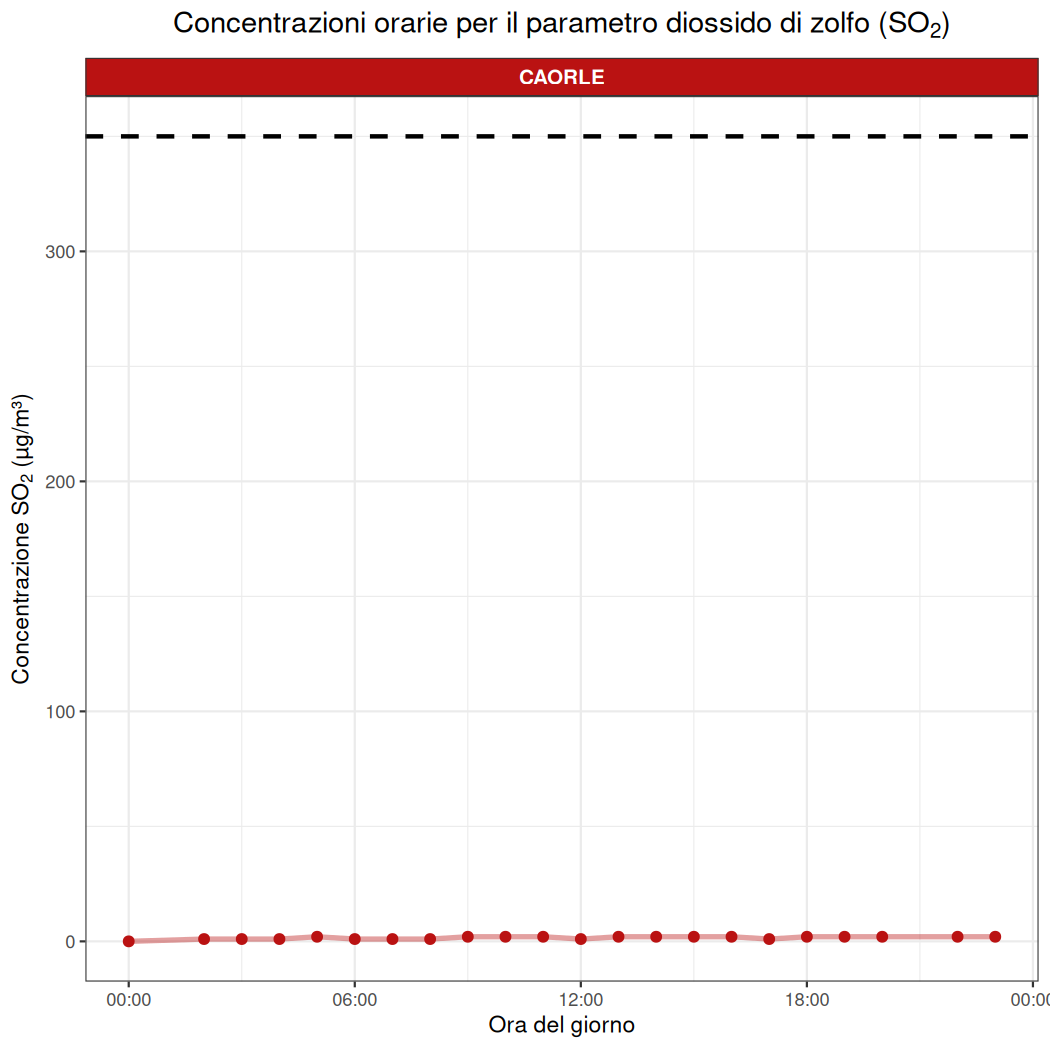 Concentrazioni orarie per il parametro diossido di zolfo (SO₂)
CAORLE
Concentrazione SO₂ (µg/m³)
300
200
100
0
00:00 06:00 12:00 18:00 00:0
Ora del giorno